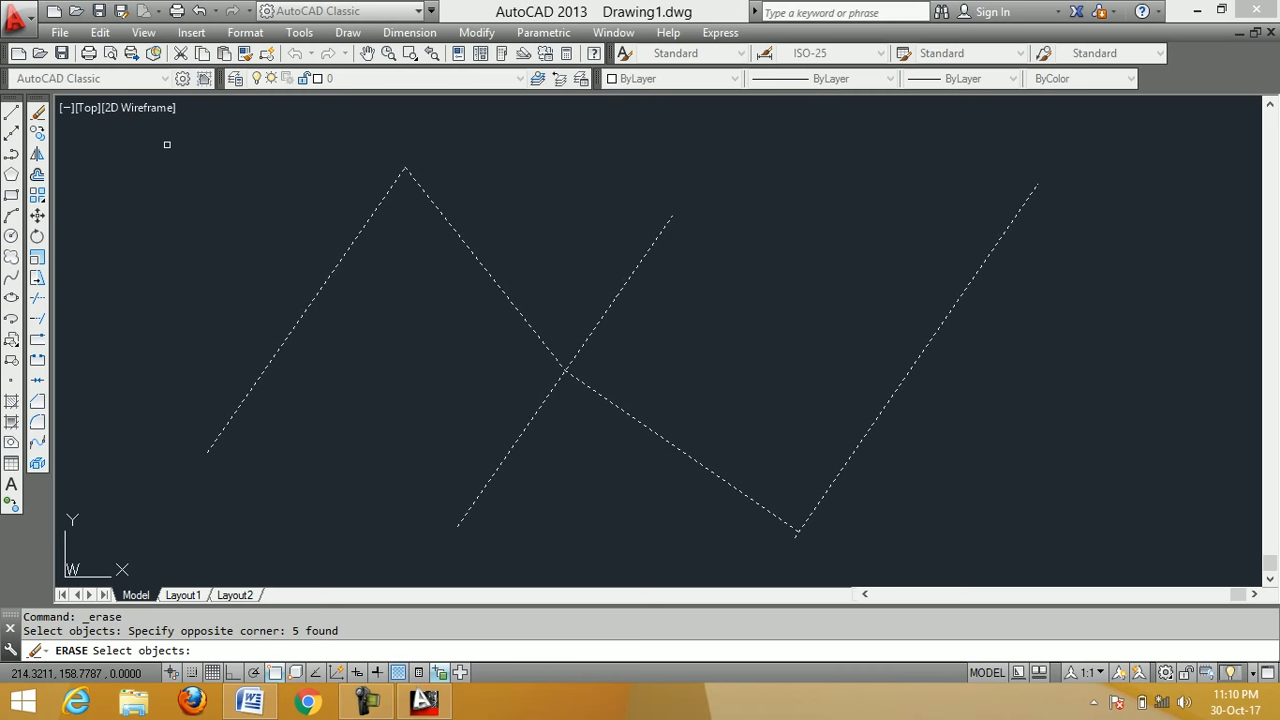 AutoCAD Classic
AutoCAD 2013 Drawing1.dwg
Type a keyword or phrase
Sign In
File Edit View Insert Format Tools Draw Dimension Modify Parametric Window Help Express
Standard ISO-25 Standard Standard
AutoCAD Classic 0 ByLayer ByLayer ByLayer ByColor
[−][Top][2D Wireframe]
A
Y
W X
Model Layout1 Layout2
Command: _erase
Select objects: Specify opposite corner: 5 found
ERASE Select objects:
214.3211, 158.7787, 0.0000 MODEL 1:1
11:10 PM
30-Oct-17